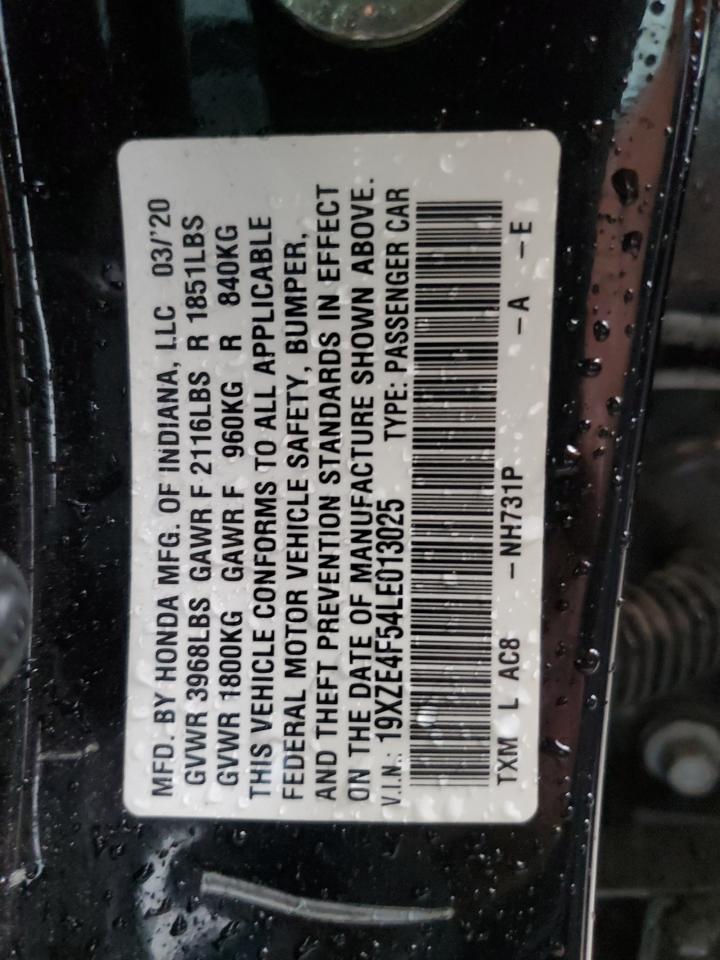 MFD. BY HONDA MFG. OF INDIANA, LLC 03/'20
GVWR 3968LBS GAWR F 2116LBS R 1851LBS
GVWR 1800KG GAWR F 960KG R 840KG
THIS VEHICLE CONFORMS TO ALL APPLICABLE
FEDERAL MOTOR VEHICLE SAFETY, BUMPER,
AND THEFT PREVENTION STANDARDS IN EFFECT
ON THE DATE OF MANUFACTURE SHOWN ABOVE.
V.I.N.: 19XZE4F54LE013025 TYPE: PASSENGER CAR
TXM L AC8 -NH731P -A -E